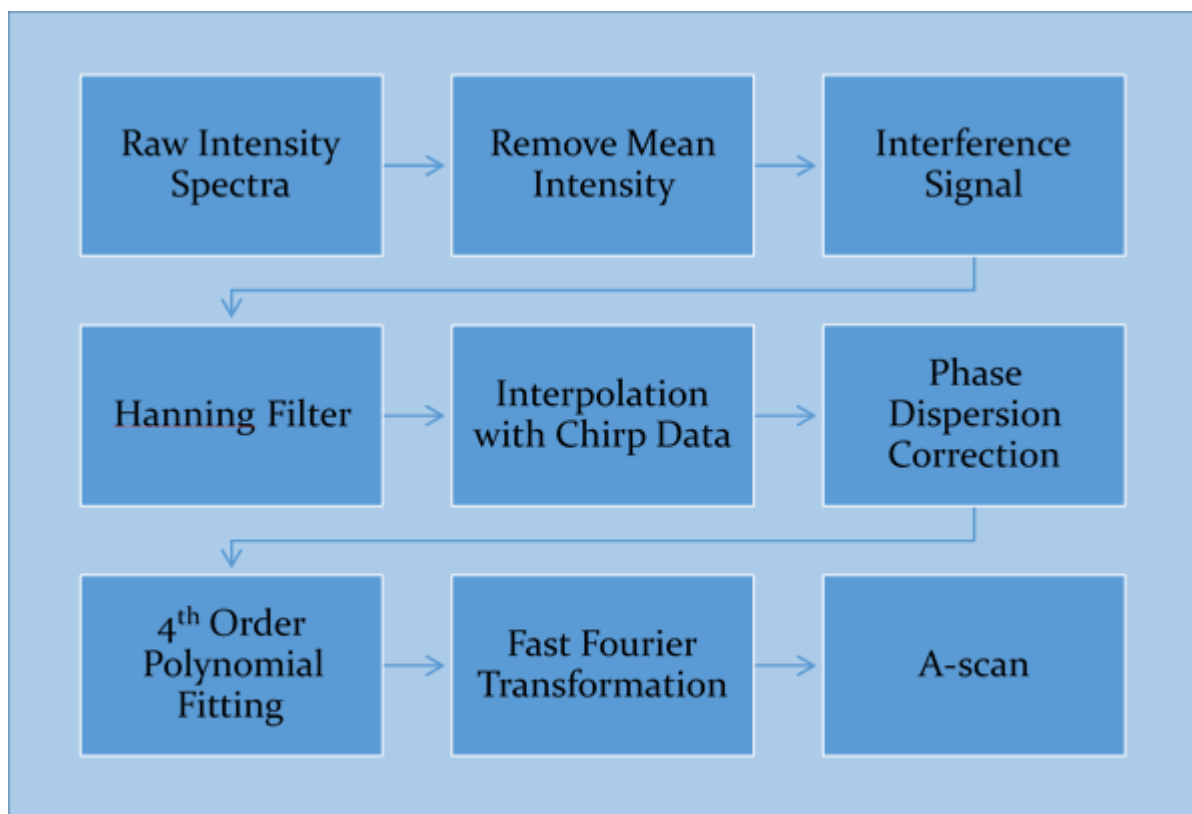 Raw Intensity
Spectra
Remove Mean
Intensity
Interference
Signal
Hanning Filter
Interpolation
with Chirp Data
Phase
Dispersion
Correction
4th Order
Polynomial
Fitting
Fast Fourier
Transformation
A-scan